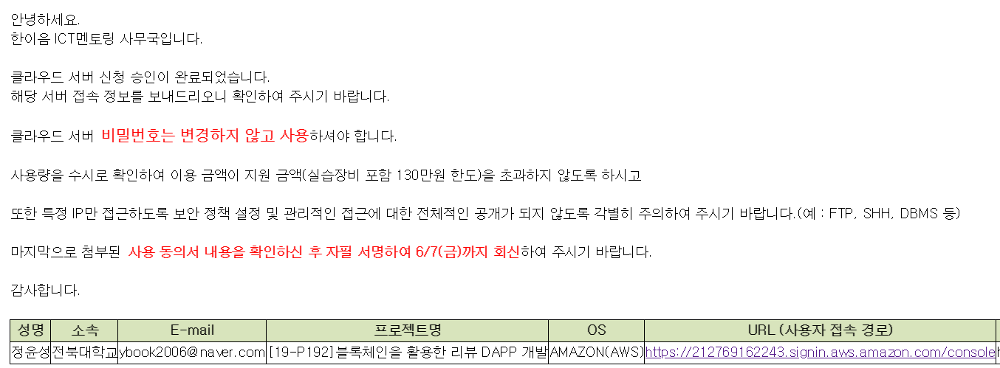 안녕하세요.
한이음 ICT멘토링 사무국입니다.
클라우드 서버 신청 승인이 완료되었습니다.
해당 서버 접속 정보를 보내드리오니 확인하여 주시기 바랍니다.
클라우드 서버 비밀번호는 변경하지 않고 사용하셔야 합니다.
사용량을 수시로 확인하여 이용 금액이 지원 금액(실습장비 포함 130만원 한도)을 초과하지 않도록 하시고
또한 특정 IP만 접근하도록 보안 정책 설정 및 관리적인 접근에 대한 전체적인 공개가 되지 않도록 각별히 주의하여 주시기 바랍니다.(예 : FTP, SHH, DBMS 등)
마지막으로 첨부된 사용 동의서 내용을 확인하신 후 자필 서명하여 6/7(금)까지 회신하여 주시기 바랍니다.
감사합니다.
성명 소속 E-mail 프로젝트명 OS URL (사용자 접속 경로)
정윤성 전북대학교 ybook2006@naver.com [19-P192]블록체인을 활용한 리뷰 DAPP 개발 AMAZON(AWS) https://212769162243.signin.aws.amazon.com/console